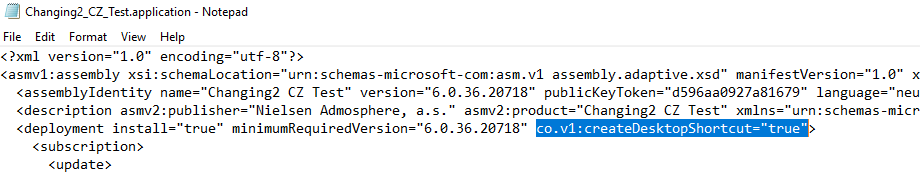 Changing2_CZ_Test.application - Notepad
File Edit Format View Help
<?xml version="1.0" encoding="utf-8"?>
<asmv1:assembly xsi:schemaLocation="urn:schemas-microsoft-com:asm.v1 assembly.adaptive.xsd" manifestVersion="1.0" x
<assemblyIdentity name="Changing2 CZ Test" version="6.0.36.20718" publicKeyToken="d596aa0927a81679" language="neu
<description asmv2:publisher="Nielsen Admosphere, a.s." asmv2:product="Changing2 CZ Test" xmlns="urn:schemas-micr
<deployment install="true" minimumRequiredVersion="6.0.36.20718" co.v1:createDesktopShortcut="true">
<subscription>
<update>